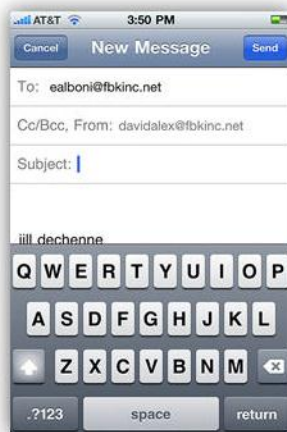 AT&T 3:50 PM
Cancel New Message Send
To: ealboni@fbkinc.net
Cc/Bcc, From: davidalex@fbkinc.net
Subject:
jill dechenne
Q W E R T Y U I O P
A S D F G H J K L
Z X C V B N M
.?123 space return